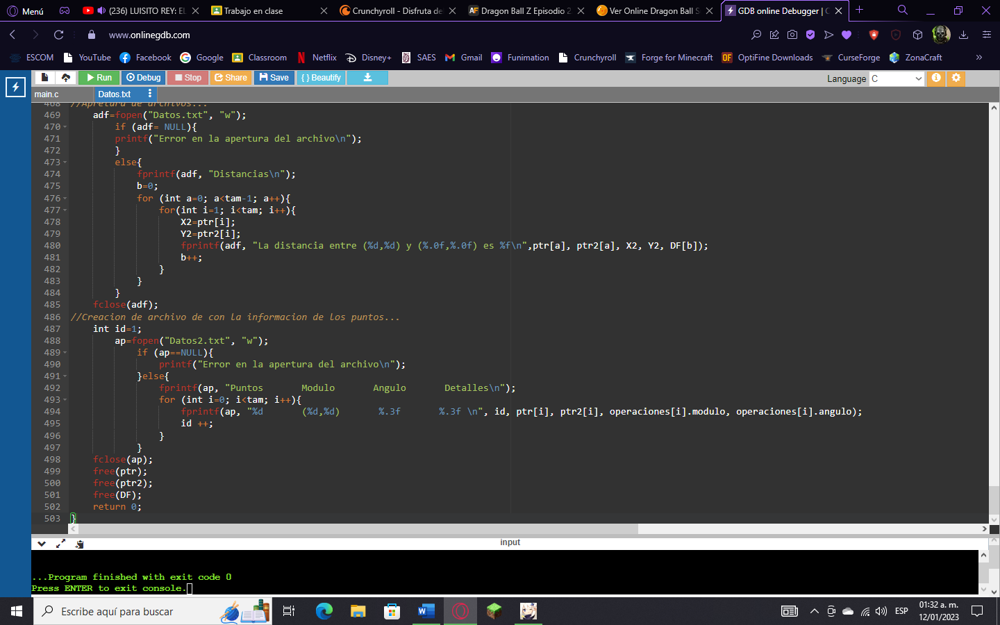 Menú
(236) LUISITO REY: EL
Trabajo en clase
Crunchyroll - Disfruta de
AF Dragon Ball Z Episodio 2
Ver Online Dragon Ball S
GDB online Debugger | C
www.onlinegdb.com
ESCOM YouTube Facebook Google Classroom Netflix Disney+ SAES Gmail Funimation Crunchyroll Forge for Minecraft OF OptiFine Downloads CurseForge ZonaCraft »
Run Debug Stop Share Save { } Beautify
Language C
main.c Datos.txt
468 //Apretura de archivos...
469 adf=fopen("Datos.txt", "w");
470 if (adf= NULL){
471 printf("Error en la apertura del archivo\n");
472 }
473 else{
474 fprintf(adf, "Distancias\n");
475 b=0;
476 for (int a=0; a<tam-1; a++){
477 for(int i=1; i<tam; i++){
478 X2=ptr[i];
479 Y2=ptr2[i];
480 fprintf(adf, "La distancia entre (%d,%d) y (%.0f,%.0f) es %f\n",ptr[a], ptr2[a], X2, Y2, DF[b]);
481 b++;
482 }
483 }
484 }
485 fclose(adf);
486 //Creacion de archivo de con la informacion de los puntos...
487 int id=1;
488 ap=fopen("Datos2.txt", "w");
489 if (ap==NULL){
490 printf("Error en la apertura del archivo\n");
491 }else{
492 fprintf(ap, "Puntos       Modulo       Angulo       Detalles\n");
493 for (int i=0; i<tam; i++){
494 fprintf(ap, "%d       (%d,%d)       %.3f       %.3f \n", id, ptr[i], ptr2[i], operaciones[i].modulo, operaciones[i].angulo);
495 id ++;
496 }
497 }
498 fclose(ap);
499 free(ptr);
500 free(ptr2);
501 free(DF);
502 return 0;
503 }
input
...Program finished with exit code 0
Press ENTER to exit console.
Escribe aquí para buscar
ESP
01:32 a. m.
12/01/2023